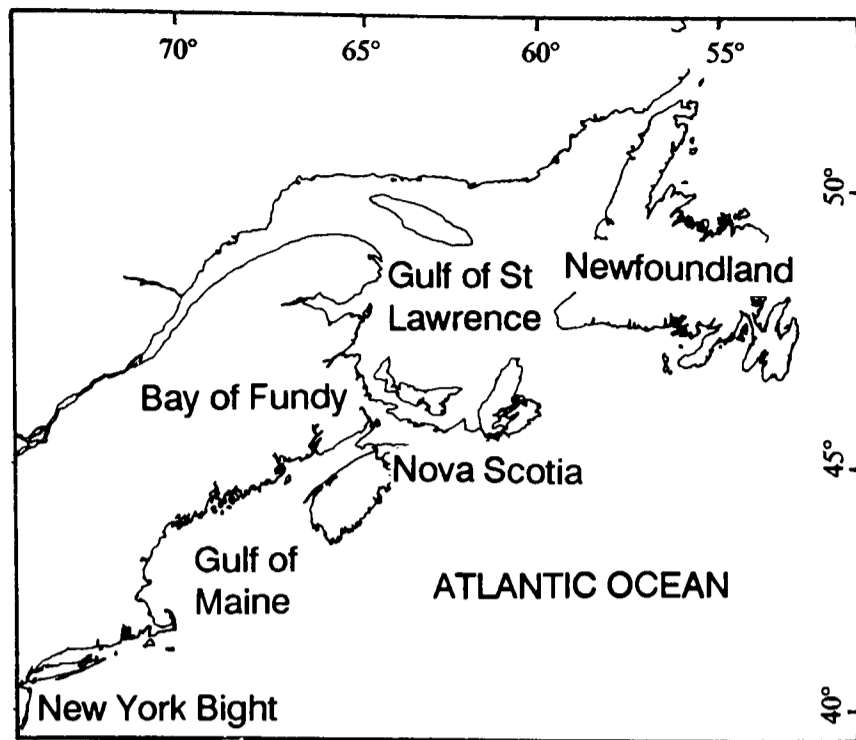 70° 65° 60° 55°
50°
Gulf of St
Lawrence
Newfoundland
Bay of Fundy
45°
Nova Scotia
Gulf of
Maine
ATLANTIC OCEAN
New York Bight
40°